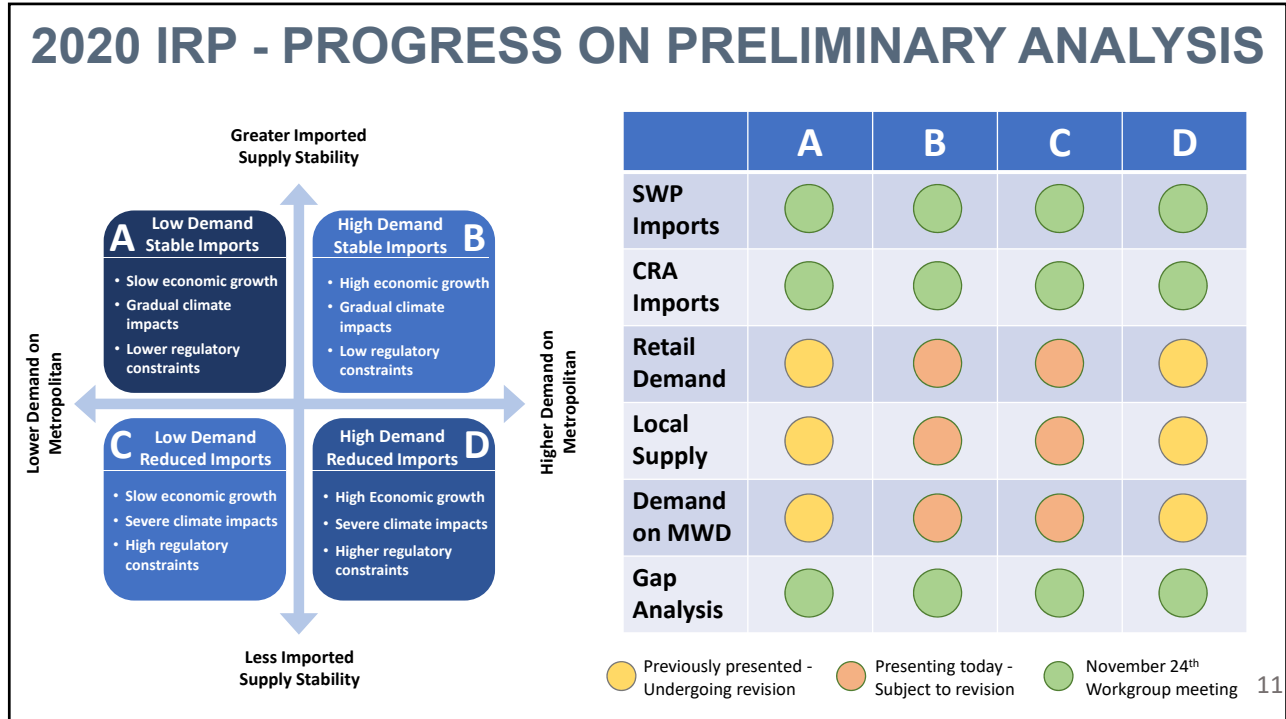 2020 IRP - PROGRESS ON PRELIMINARY ANALYSIS
Greater Imported
Supply Stability
Lower Demand on
Metropolitan
A
Low Demand
Stable Imports
• Slow economic growth
• Gradual climate
impacts
• Lower regulatory
constraints
High Demand
Stable Imports
B
• High economic growth
• Gradual climate
impacts
• Low regulatory
constraints
C
Low Demand
Reduced Imports
• Slow economic growth
• Severe climate impacts
• High regulatory
constraints
High Demand
Reduced Imports
D
• High Economic growth
• Severe climate impacts
• Higher regulatory
constraints
Higher Demand on
Metropolitan
Less Imported
Supply Stability
A B C D
SWP
Imports
CRA
Imports
Retail
Demand
Local
Supply
Demand
on MWD
Gap
Analysis
Previously presented -
Undergoing revision
Presenting today -
Subject to revision
November 24th
Workgroup meeting
11